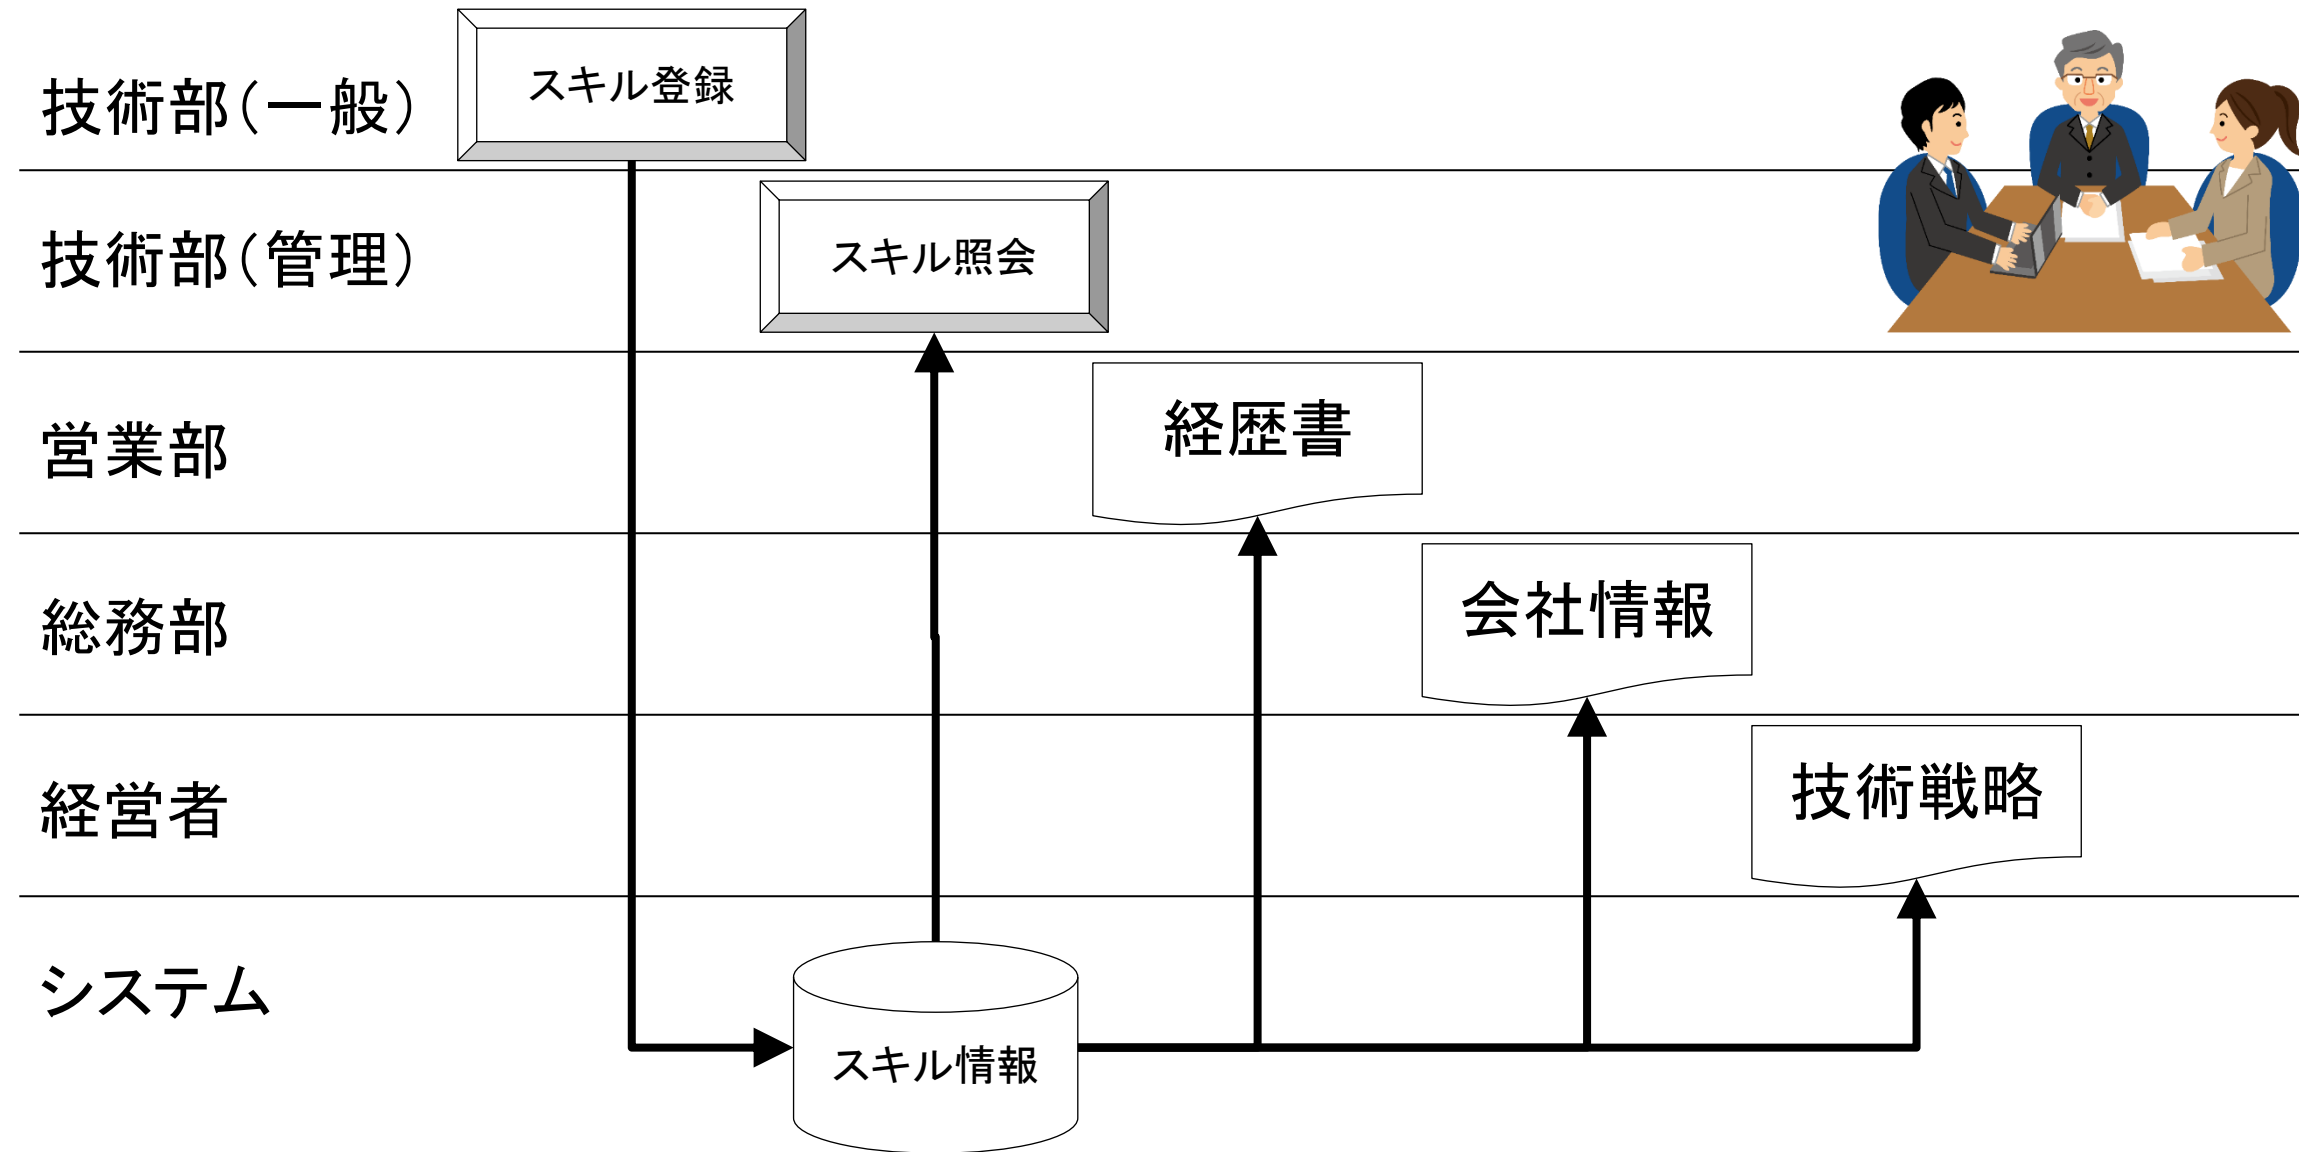 技術部(一般)
スキル登録
技術部(管理)
スキル照会
営業部
経歴書
総務部
会社情報
経営者
技術戦略
システム
スキル情報